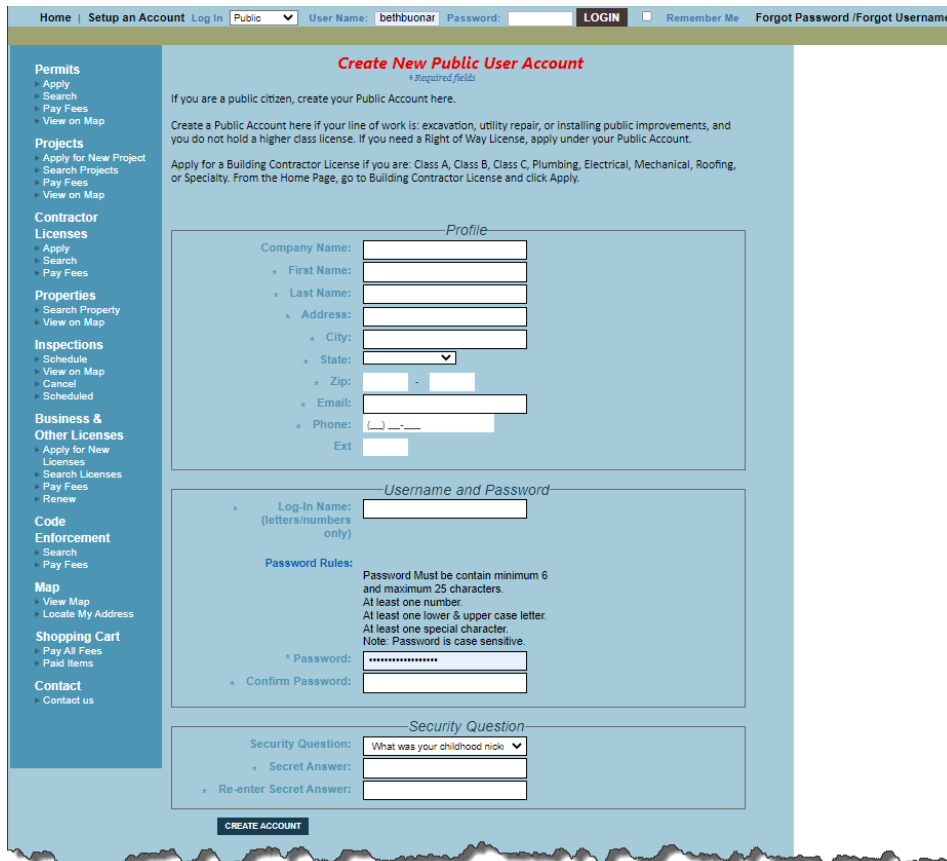 Home | Setup an Account Log In Public User Name: bethbuonar Password: LOGIN Remember Me Forgot Password /Forgot Username
Permits
Apply
Search
Pay Fees
View on Map
Projects
Apply for New Project
Search Projects
Pay Fees
View on Map
Contractor
Licenses
Apply
Search
Pay Fees
Properties
Search Property
View on Map
Inspections
Schedule
View on Map
Cancel
Scheduled
Business &
Other Licenses
Apply for New
Licenses
Search Licenses
Pay Fees
Renew
Code
Enforcement
Search
Pay Fees
Map
View Map
Locate My Address
Shopping Cart
Pay All Fees
Paid Items
Contact
Contact us
Create New Public User Account
*Required fields
If you are a public citizen, create your Public Account here.
Create a Public Account here if your line of work is: excavation, utility repair, or installing public improvements, and
you do not hold a higher class license. If you need a Right of Way License, apply under your Public Account.
Apply for a Building Contractor License if you are: Class A, Class B, Class C, Plumbing, Electrical, Mechanical, Roofing,
or Specialty. From the Home Page, go to Building Contractor License and click Apply.
Profile
Company Name:
* First Name:
* Last Name:
* Address:
* City:
* State:
* Zip: -
* Email:
* Phone: (__) __-___
Ext
Username and Password
* Log-In Name:
(letters/numbers
only)
Password Rules:
Password Must be contain minimum 6
and maximum 25 characters.
At least one number.
At least one lower & upper case letter.
At least one special character.
Note: Password is case sensitive.
* Password: ••••••••••••••••••
* Confirm Password:
Security Question
Security Question: What was your childhood nick
* Secret Answer:
* Re-enter Secret Answer:
CREATE ACCOUNT